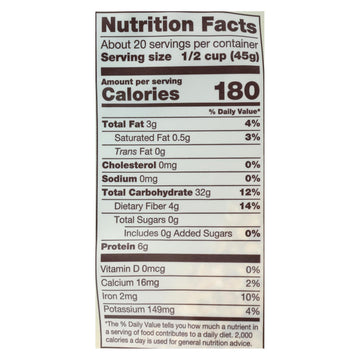 Nutrition Facts
About 20 servings per container
Serving size 1/2 cup (45g)
Amount per serving
Calories 180
% Daily Value*
Total Fat 3g 4%
Saturated Fat 0.5g 3%
Trans Fat 0g
Cholesterol 0mg 0%
Sodium 0mg 0%
Total Carbohydrate 32g 12%
Dietary Fiber 4g 14%
Total Sugars 0g
Includes 0g Added Sugars 0%
Protein 6g
Vitamin D 0mcg 0%
Calcium 16mg 2%
Iron 2mg 10%
Potassium 149mg 4%
*The % Daily Value tells you how much a nutrient in
a serving of food contributes to a daily diet. 2,000
calories a day is used for general nutrition advice.